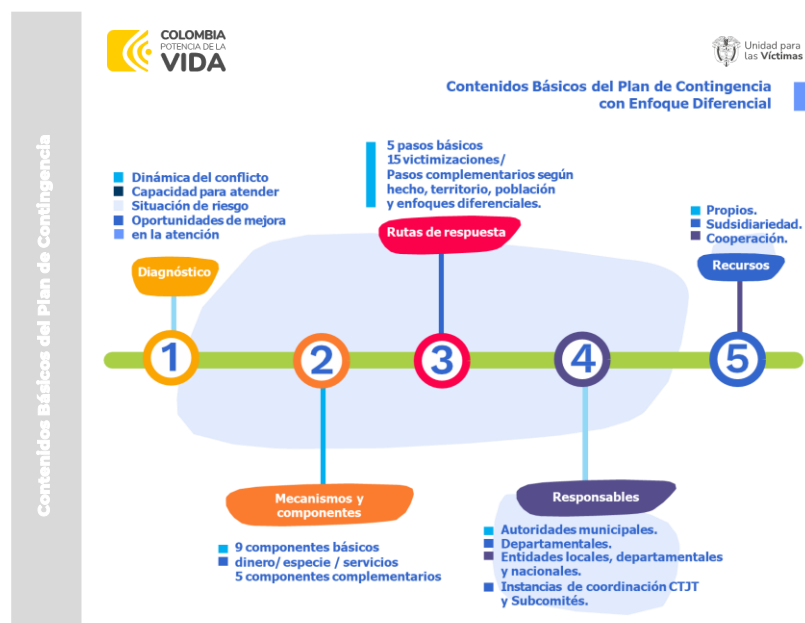 COLOMBIA
POTENCIA DE LA
VIDA
Unidad para
las Víctimas
Contenidos Básicos del Plan de Contingencia
con Enfoque Diferencial
Contenidos Básicos del Plan de Contingencia
Dinámica del conflicto
Capacidad para atender
Situación de riesgo
Oportunidades de mejora
en la atención
Diagnóstico
1
9 componentes básicos
dinero/ especie / servicios
5 componentes complementarios
Mecanismos y
componentes
2
5 pasos básicos
15 victimizaciones/
Pasos complementarios según
hecho, territorio, población
y enfoques diferenciales.
Rutas de respuesta
3
4
Responsables
Autoridades municipales.
Departamentales.
Entidades locales, departamentales
y nacionales.
Instancias de coordinación CTJT
y Subcomités.
Propios.
Sudsidiariedad.
Cooperación.
Recursos
5